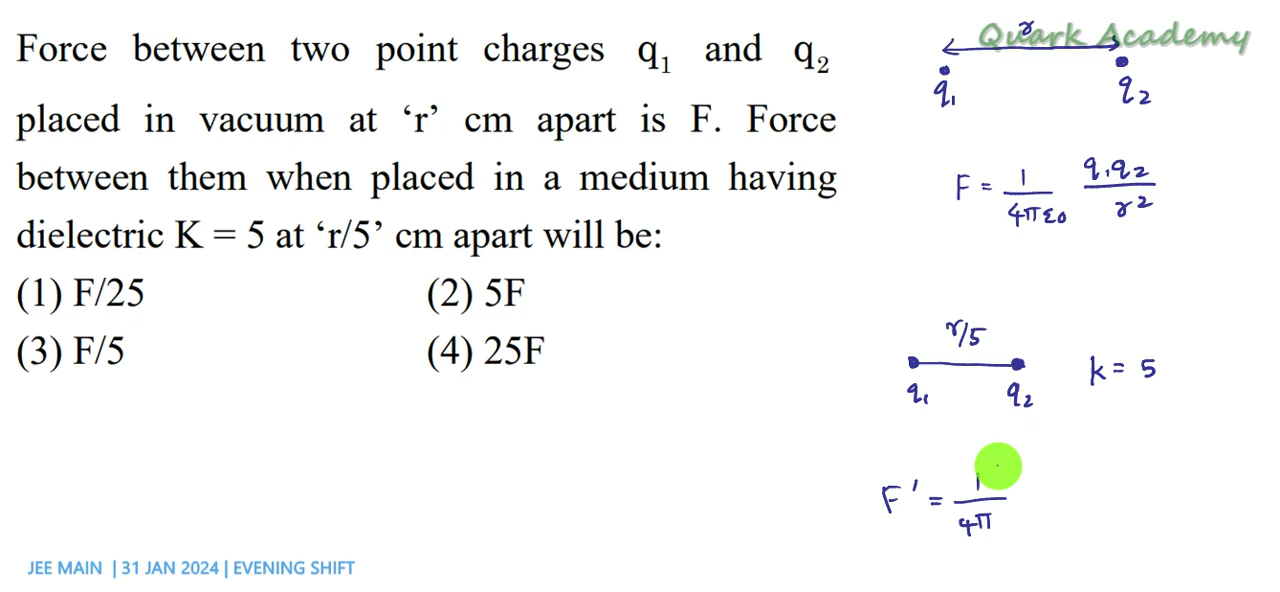 Force between two point charges q₁ and q₂
placed in vacuum at ‘r’ cm apart is F. Force
between them when placed in a medium having
dielectric K = 5 at ‘r/5’ cm apart will be:
(1) F/25 (2) 5F
(3) F/5 (4) 25F
JEE MAIN | 31 JAN 2024 | EVENING SHIFT
Quark Academy
r
q₁ q₂
F = 1/4πε₀ q₁q₂/r²
r/5
q₁ q₂ k = 5
F' = 1/4π